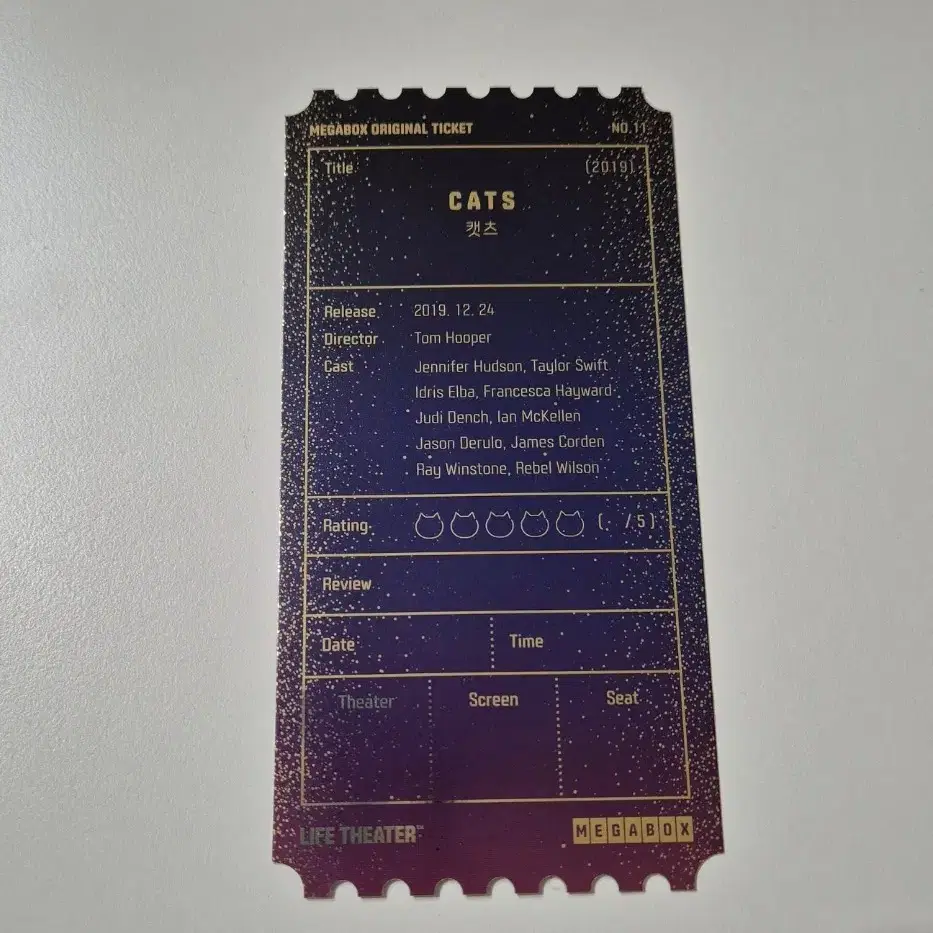 MEGABOX ORIGINAL TICKET NO.11
Title (2019)
CATS
캣츠
Release 2019. 12. 24
Director Tom Hooper
Cast Jennifer Hudson, Taylor Swift
Idris Elba, Francesca Hayward
Judi Dench, Ian McKellen
Jason Derulo, James Corden
Ray Winstone, Rebel Wilson
Rating ( . /5)
Review
Date Time
Theater Screen Seat
LIFE THEATER™ MEGABOX